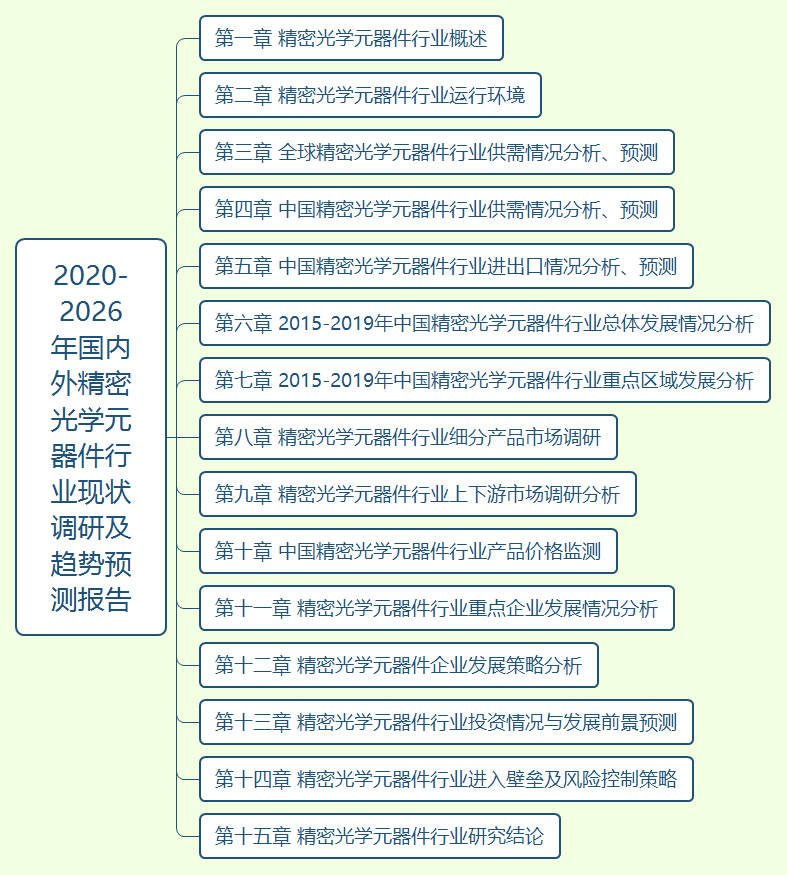 2020-
2026
年国内
外精密
光学元
器件行
业现状
调研及
趋势预
测报告
第一章 精密光学元器件行业概述
第二章 精密光学元器件行业运行环境
第三章 全球精密光学元器件行业供需情况分析、预测
第四章 中国精密光学元器件行业供需情况分析、预测
第五章 中国精密光学元器件行业进出口情况分析、预测
第六章 2015-2019年中国精密光学元器件行业总体发展情况分析
第七章 2015-2019年中国精密光学元器件行业重点区域发展分析
第八章 精密光学元器件行业细分产品市场调研
第九章 精密光学元器件行业上下游市场调研分析
第十章 中国精密光学元器件行业产品价格监测
第十一章 精密光学元器件行业重点企业发展情况分析
第十二章 精密光学元器件企业发展策略分析
第十三章 精密光学元器件行业投资情况与发展前景预测
第十四章 精密光学元器件行业进入壁垒及风险控制策略
第十五章 精密光学元器件行业研究结论